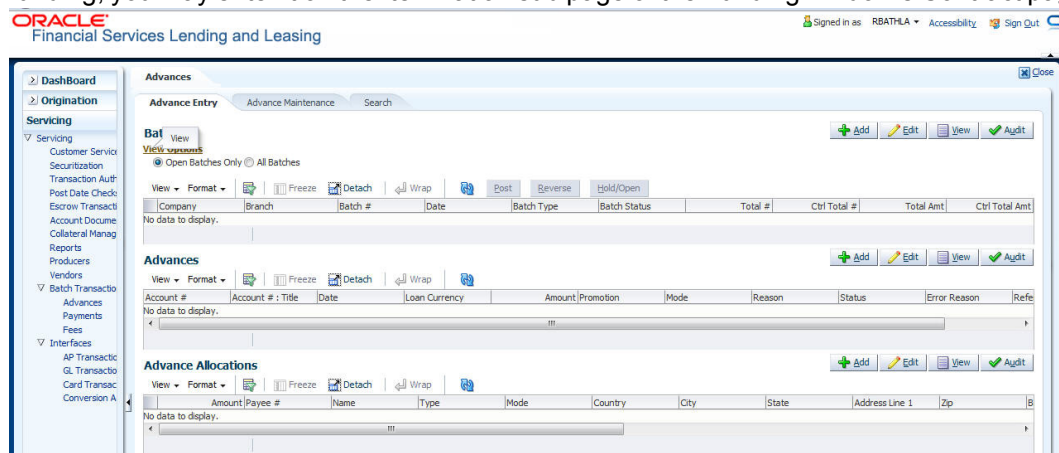 ORACLE
Financial Services Lending and Leasing
Signed in as RBATHLA Accessibility Sign Out
Close
DashBoard
Origination
Servicing
Servicing
Customer Service
Securitization
Transaction Auth
Post Date Checks
Escrow Transacti
Account Docume
Collateral Manag
Reports
Producers
Vendors
Batch Transactio
Advances
Payments
Fees
Interfaces
AP Transactio
GL Transactio
Card Transac
Conversion A
Advances
Advance Entry Advance Maintenance Search
Bat View
View Options
Add Edit View Audit
Open Batches Only All Batches
View Format Freeze Detach Wrap Post Reverse Hold/Open
Company Branch Batch # Date Batch Type Batch Status Total # Ctrl Total # Total Amt Ctrl Total Amt
No data to display.
Advances
Add Edit View Audit
View Format Freeze Detach Wrap
Account # Account # : Title Date Loan Currency Amount Promotion Mode Reason Status Error Reason Refe
No data to display.
Advance Allocations
Add Edit View Audit
View Format Freeze Detach Wrap
Amount Payee # Name Type Mode Country City State Address Line 1 Zip B
No data to display.